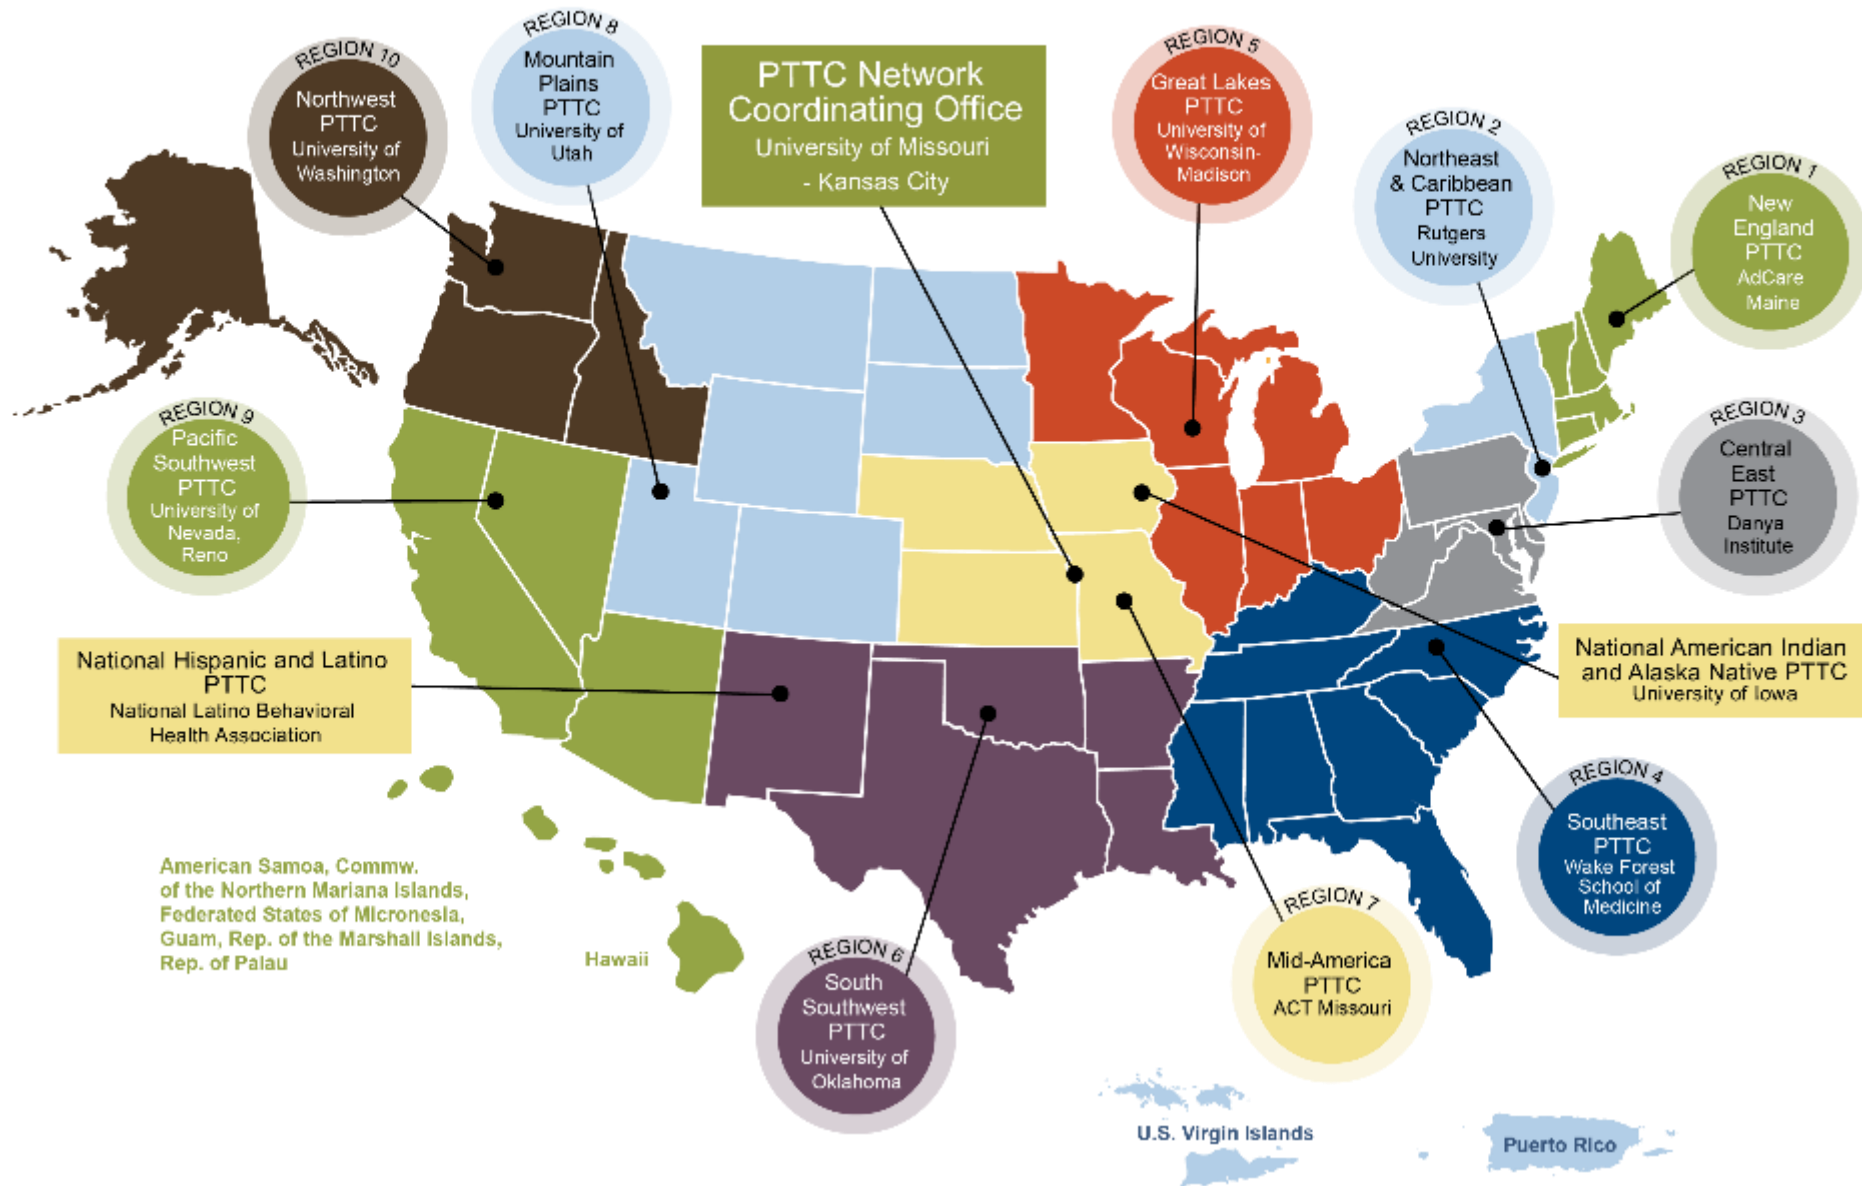 REGION 10
Northwest
PTTC
University of
Washington
REGION 8
Mountain
Plains
PTTC
University of
Utah
PTTC Network
Coordinating Office
University of Missouri
- Kansas City
REGION 5
Great Lakes
PTTC
University of
Wisconsin-
Madison
REGION 2
Northeast
& Caribbean
PTTC
Rutgers
University
REGION 1
New
England
PTTC
AdCare
Maine
REGION 9
Pacific
Southwest
PTTC
University of
Nevada,
Reno
REGION 3
Central
East
PTTC
Danya
Institute
National Hispanic and Latino
PTTC
National Latino Behavioral
Health Association
National American Indian
and Alaska Native PTTC
University of Iowa
REGION 4
Southeast
PTTC
Wake Forest
School of
Medicine
American Samoa, Commw.
of the Northern Mariana Islands,
Federated States of Micronesia,
Guam, Rep. of the Marshall Islands,
Rep. of Palau
Hawaii
REGION 6
South
Southwest
PTTC
University of
Oklahoma
REGION 7
Mid-America
PTTC
ACT Missouri
U.S. Virgin Islands
Puerto Rico